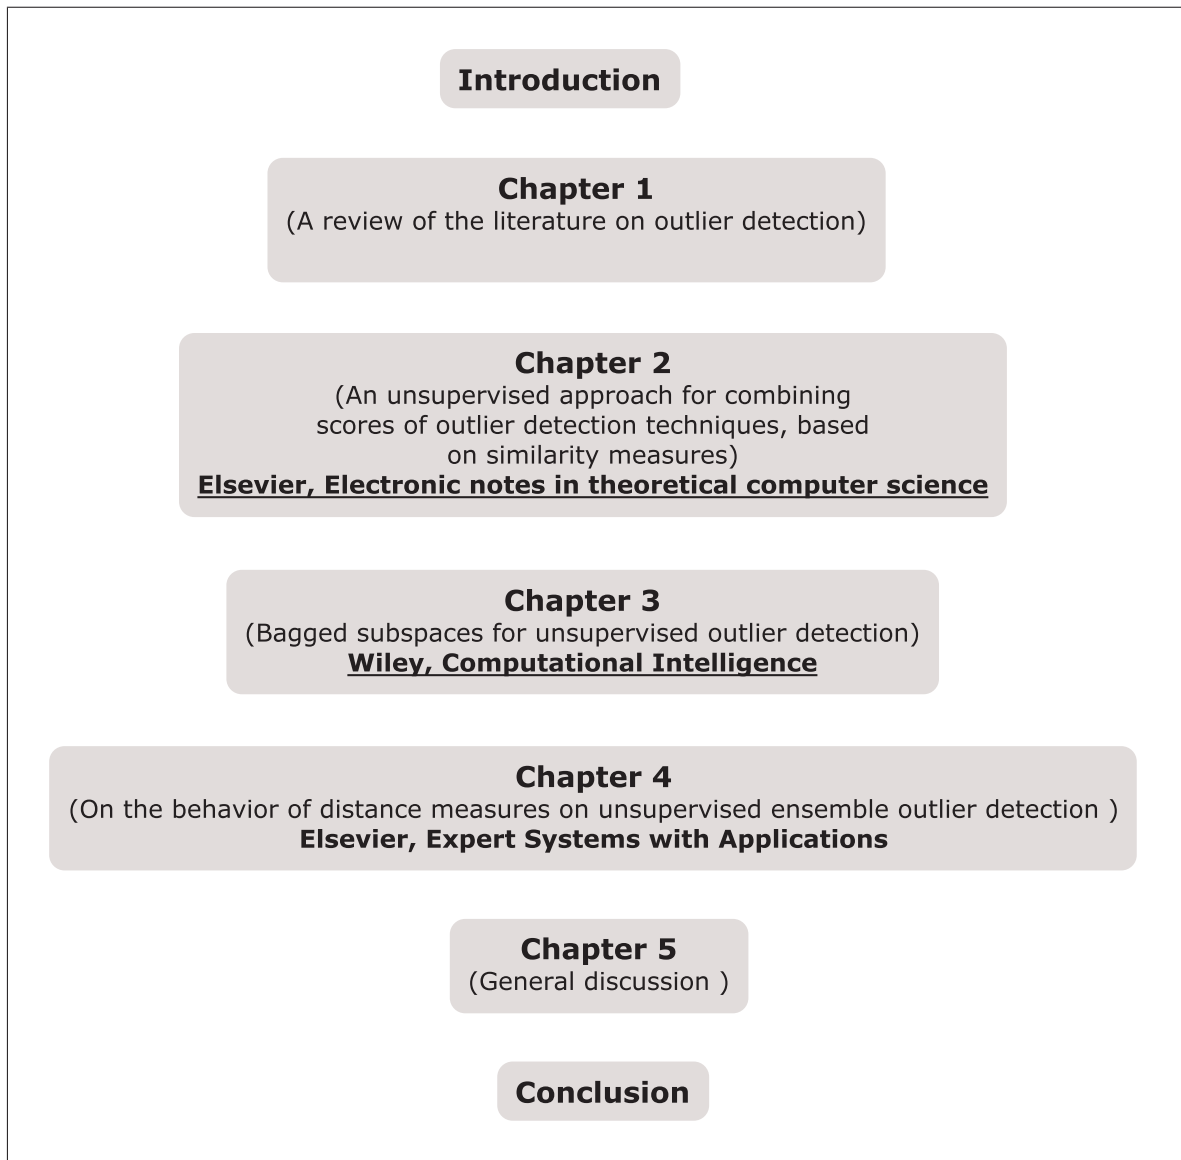 Introduction
Chapter 1
(A review of the literature on outlier detection)
Chapter 2
(An unsupervised approach for combining
scores of outlier detection techniques, based
on similarity measures)
Elsevier, Electronic notes in theoretical computer science
Chapter 3
(Bagged subspaces for unsupervised outlier detection)
Wiley, Computational Intelligence
Chapter 4
(On the behavior of distance measures on unsupervised ensemble outlier detection )
Elsevier, Expert Systems with Applications
Chapter 5
(General discussion )
Conclusion